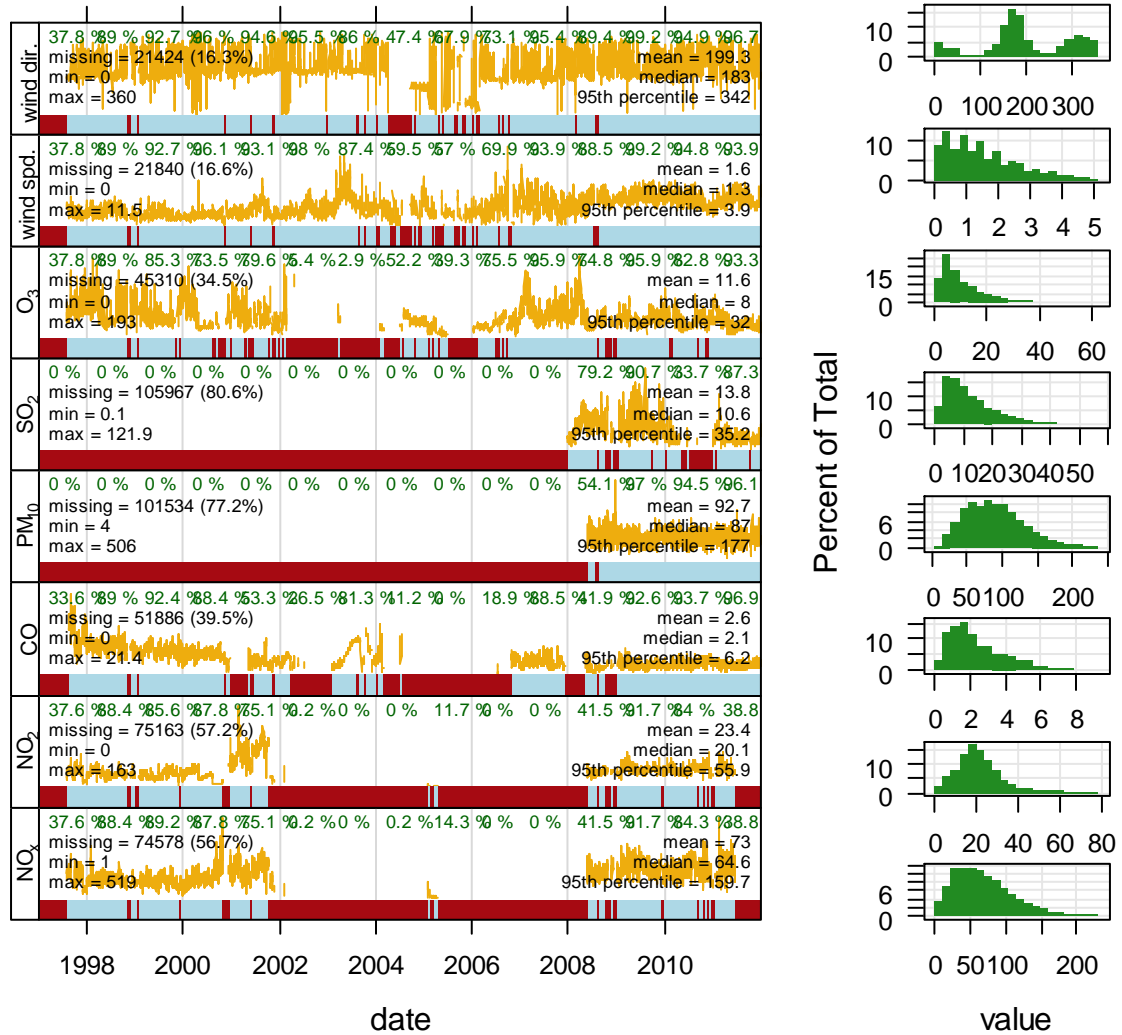 wind dir.
37.8 % 89 % 92.7 % 96 % 94.6 % 95.5 % 86 % 47.4 % 67.9 % 73.1 % 95.4 % 89.4 % 99.2 % 94.9 % 96.7
missing = 21424 (16.3%)
min = 0
max = 360
mean = 199.3
median = 183
95th percentile = 342
wind spd.
37.8 % 89 % 92.7 % 96.1 % 93.1 % 98 % 87.4 % 59.5 % 57 % 69.9 % 93.9 % 88.5 % 99.2 % 94.8 % 93.9
missing = 21840 (16.6%)
min = 0
max = 11.5
mean = 1.6
median = 1.3
95th percentile = 3.9
O3
37.8 % 89 % 85.3 % 73.5 % 79.6 % 5.4 % 2.9 % 52.2 % 39.3 % 75.5 % 95.9 % 64.8 % 95.9 % 82.8 % 93.3
missing = 45310 (34.5%)
min = 0
max = 193
mean = 11.6
median = 8
95th percentile = 32
SO2
0 % 0 % 0 % 0 % 0 % 0 % 0 % 0 % 0 % 0 % 0 % 79.2 % 90.7 % 33.7 % 87.3
missing = 105967 (80.6%)
min = 0.1
max = 121.9
mean = 13.8
median = 10.6
95th percentile = 35.2
PM10
0 % 0 % 0 % 0 % 0 % 0 % 0 % 0 % 0 % 0 % 0 % 54.1 % 97 % 94.5 % 96.1
missing = 101534 (77.2%)
min = 4
max = 506
mean = 92.7
median = 87
95th percentile = 177
CO
33.6 % 89 % 92.4 % 88.4 % 53.3 % 26.5 % 81.3 % 11.2 % 0 % 18.9 % 88.5 % 41.9 % 92.6 % 93.7 % 96.9
missing = 51886 (39.5%)
min = 0
max = 21.4
mean = 2.6
median = 2.1
95th percentile = 6.2
NO2
37.6 % 88.4 % 85.6 % 87.8 % 75.1 % 0.2 % 0 % 0 % 11.7 % 0 % 0 % 41.5 % 91.7 % 84 % 38.8
missing = 75163 (57.2%)
min = 0
max = 163
mean = 23.4
median = 20.1
95th percentile = 55.9
NOx
37.6 % 88.4 % 89.2 % 87.8 % 75.1 % 0.2 % 0 % 0.2 % 14.3 % 0 % 0 % 41.5 % 91.7 % 84.3 % 38.8
missing = 74578 (56.7%)
min = 1
max = 519
mean = 73
median = 64.6
95th percentile = 159.7
1998 2000 2002 2004 2006 2008 2010
date
Percent of Total
10
0
0 100 200 300
10
0
0 1 2 3 4 5
15
0
0 20 40 60
10
0
0 10 20 30 40 50
6
0
0 50 100 200
10
0
0 2 4 6 8
10
0
0 20 40 60 80
6
0
0 50 100 200
value